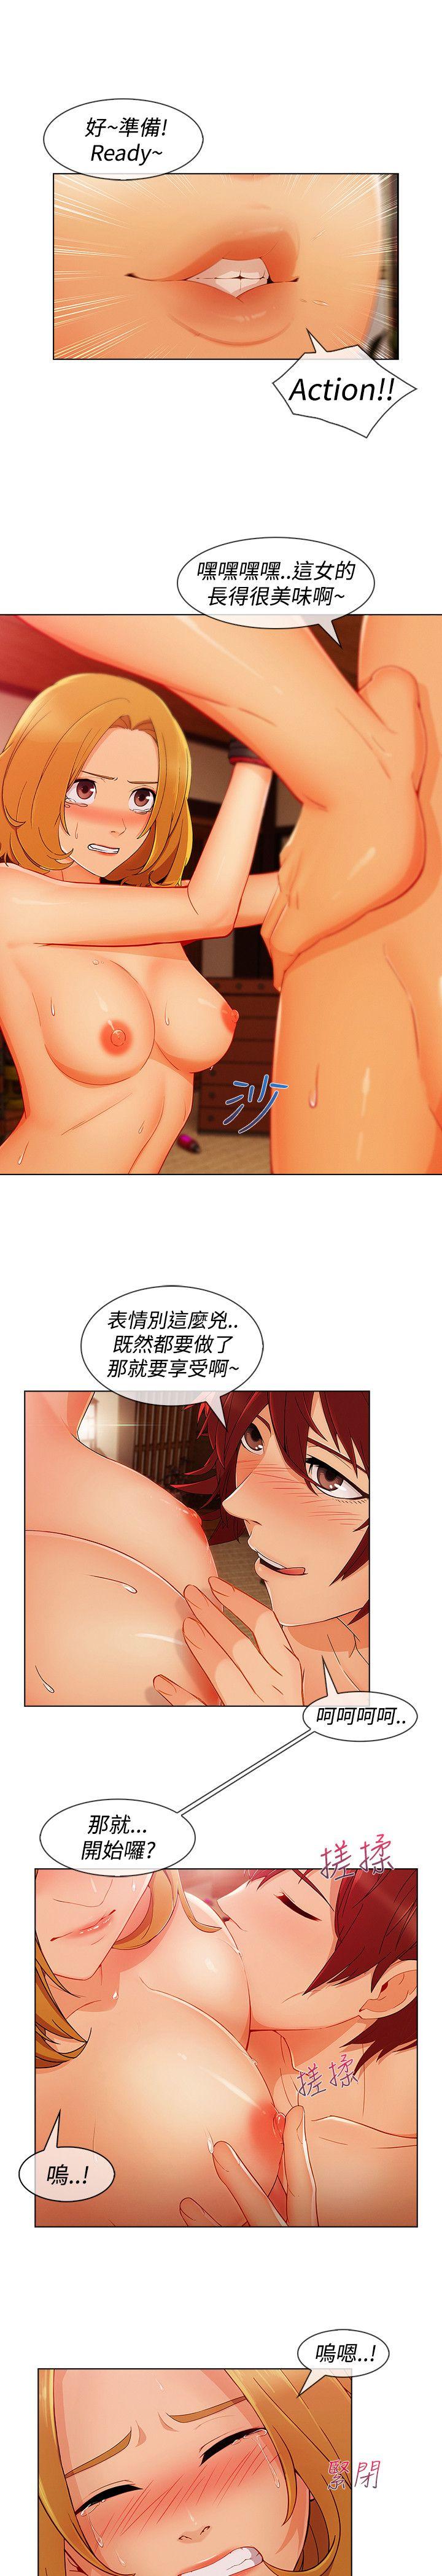 好~準備!
Ready~
Action!!
嘿嘿嘿嘿..這女的
長得很美味啊~
沙
表情別這麼兇..
既然都要做了
那就要享受啊~
呵呵呵呵..
那就...
開始囉?
搓揉
搓揉
嗚..!
嗚嗯..!
緊閉